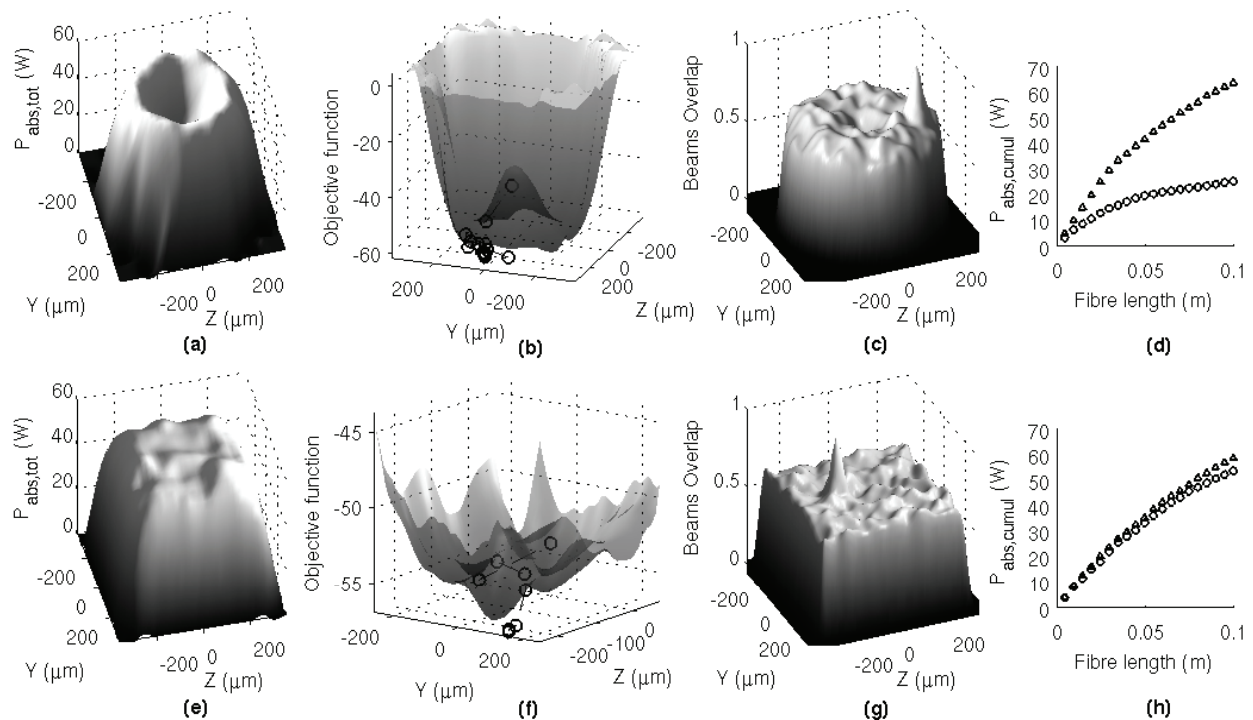 P_abs,tot (W)
60
40
20
0
-200
0
200
Y (µm)
-200
0
200
Z (µm)
(a)
Objective function
0
-20
-40
-60
200
0
-200
Y (µm)
-200
0
200
Z (µm)
(b)
Beams Overlap
1
0.5
0
-200
0
200
Y (µm)
-200
0
200
Z (µm)
(c)
P_abs,cumul (W)
70
60
50
40
30
20
10
0
0
0.05
0.1
Fibre length (m)
(d)
P_abs,tot (W)
60
40
20
0
-200
0
200
Y (µm)
-200
0
200
Z (µm)
(e)
Objective function
-45
-50
-55
-200
0
200
Y (µm)
-200
-100
0
Z (µm)
(f)
Beams Overlap
1
0.5
0
-200
0
200
Y (µm)
-200
0
200
Z (µm)
(g)
P_abs,cumul (W)
70
60
50
40
30
20
10
0
0
0.05
0.1
Fibre length (m)
(h)